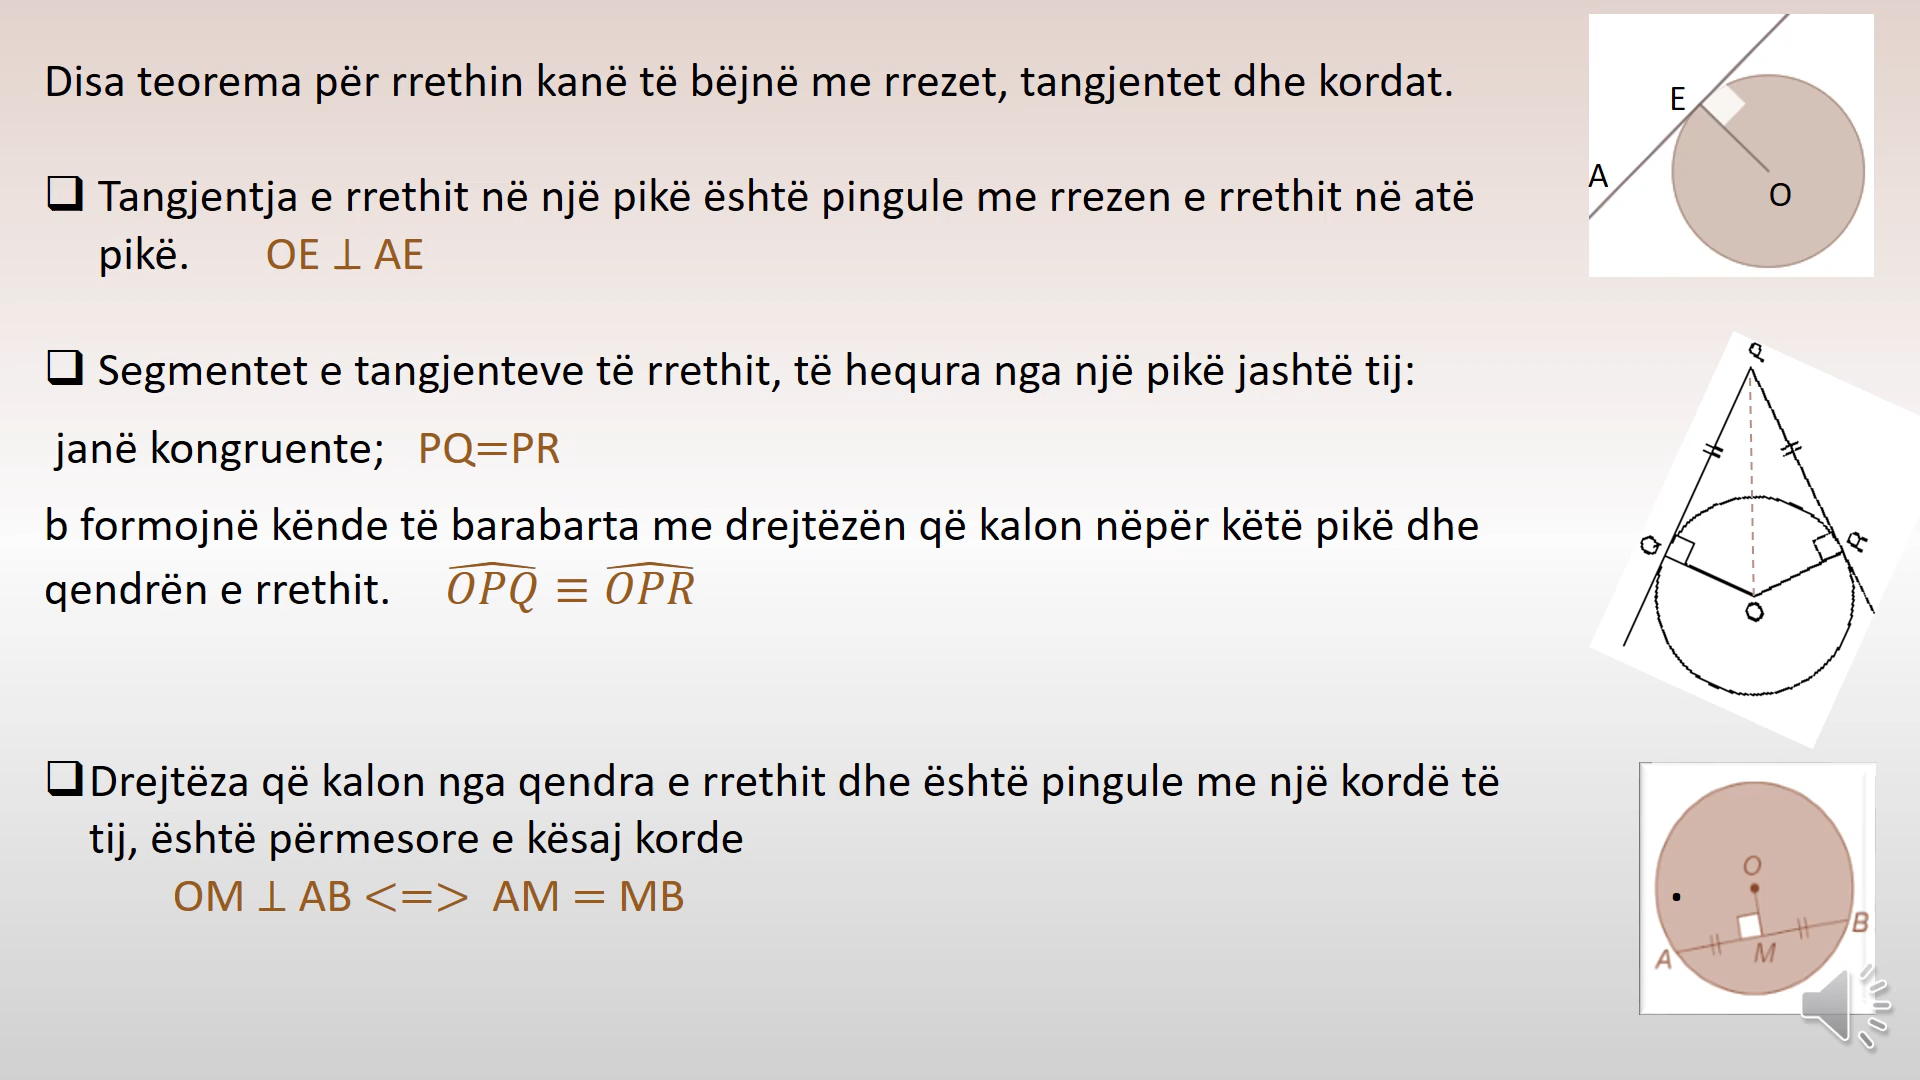 Disa teorema për rrethin kanë të bëjnë me rrezet, tangjentet dhe kordat.
❑ Tangjentja e rrethit në një pikë është pingule me rrezen e rrethit në atë
pikë. OE ⊥ AE
E
A
O
❑ Segmentet e tangjenteve të rrethit, të hequra nga një pikë jashtë tij:
janë kongruente; PQ=PR
b formojnë kënde të barabarta me drejtëzën që kalon nëpër këtë pikë dhe
qendrën e rrethit. \widehat{OPQ} ≡ \widehat{OPR}
P
Q
R
O
❑Drejtëza që kalon nga qendra e rrethit dhe është pingule me një kordë të
tij, është përmesore e kësaj korde
OM ⊥ AB <=> AM = MB
O
B
A
M